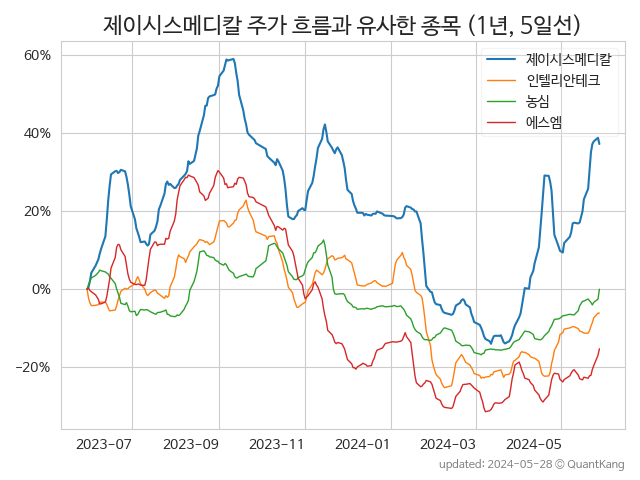 제이시스메디칼 주가 흐름과 유사한 종목 (1년, 5일선)
60%
40%
20%
0%
−20%
제이시스메디칼
인텔리안테크
농심
에스엠
2023-07
2023-09
2023-11
2024-01
2024-03
2024-05
updated: 2024-05-28 © QuantKang